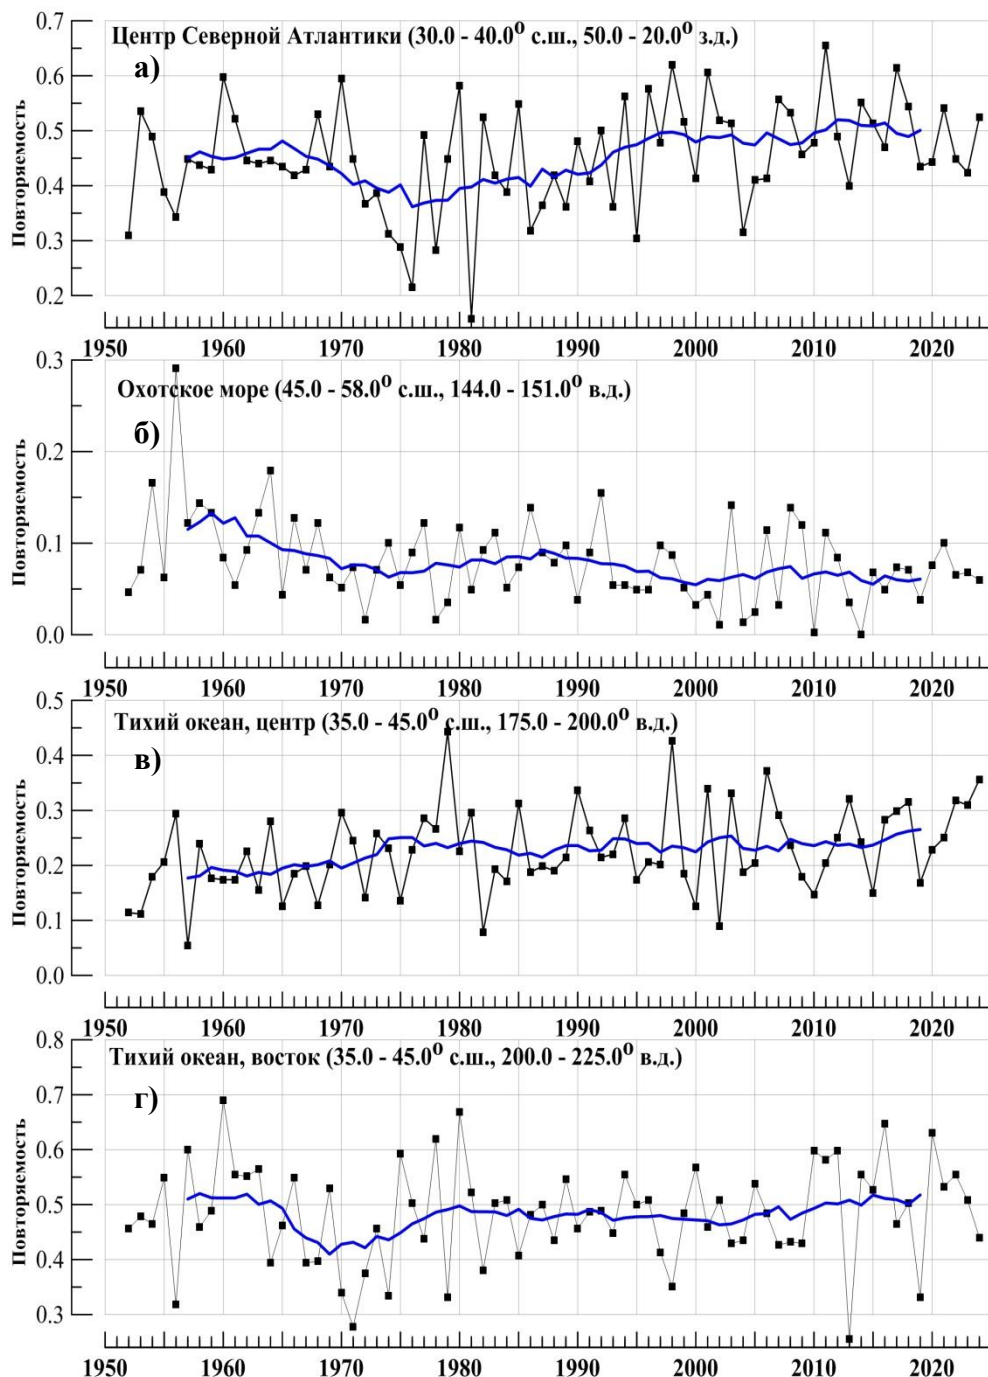 0.7
Центр Северной Атлантики (30.0 - 40.0⁰ с.ш., 50.0 - 20.0⁰ з.д.)
а)
0.6
0.5
0.4
0.3
0.2
Повторяемость
1950 1960 1970 1980 1990 2000 2010 2020
0.3
Охотское море (45.0 - 58.0⁰ с.ш., 144.0 - 151.0⁰ в.д.)
б)
0.2
0.1
0.0
Повторяемость
1950 1960 1970 1980 1990 2000 2010 2020
0.5
Тихий океан, центр (35.0 - 45.0⁰ с.ш., 175.0 - 200.0⁰ в.д.)
в)
0.4
0.3
0.2
0.1
0.0
Повторяемость
1950 1960 1970 1980 1990 2000 2010 2020
0.8
Тихий океан, восток (35.0 - 45.0⁰ с.ш., 200.0 - 225.0⁰ в.д.)
г)
0.7
0.6
0.5
0.4
0.3
Повторяемость
1950 1960 1970 1980 1990 2000 2010 2020